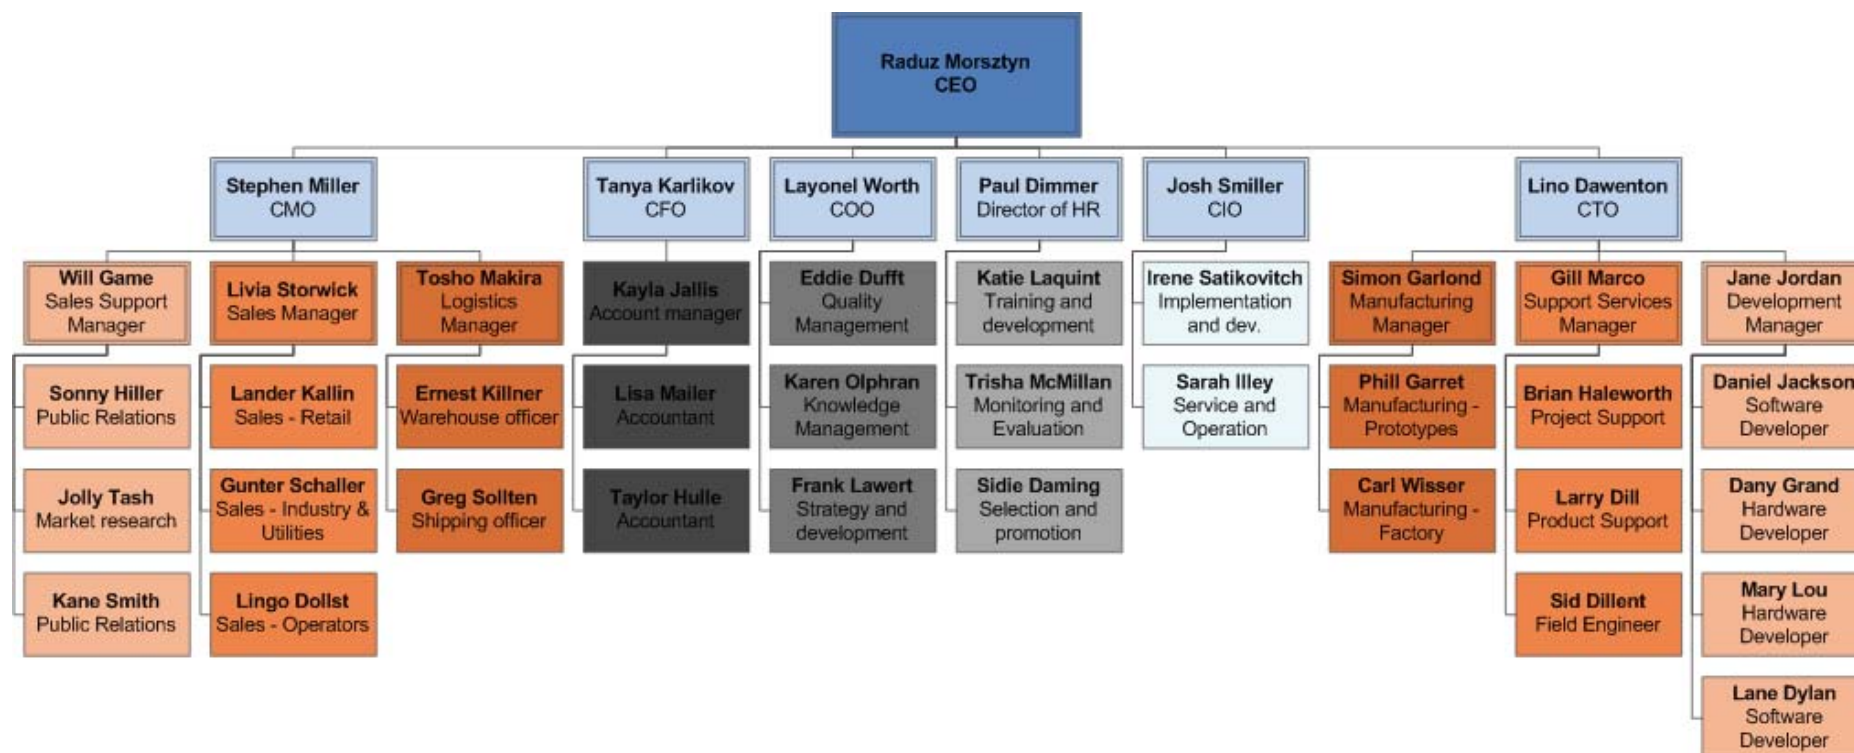 Raduz Morsztyn
CEO
Stephen Miller
CMO
Tanya Karlikov
CFO
Layonel Worth
COO
Paul Dimmer
Director of HR
Josh Smiller
CIO
Lino Dawenton
CTO
Will Game
Sales Support
Manager
Livia Storwick
Sales Manager
Tosho Makira
Logistics
Manager
Kayla Jallis
Account manager
Eddie Dufft
Quality
Management
Katie Laquint
Training and
development
Irene Satikovitch
Implementation
and dev.
Simon Garlond
Manufacturing
Manager
Gill Marco
Support Services
Manager
Jane Jordan
Development
Manager
Sonny Hiller
Public Relations
Lander Kallin
Sales - Retail
Ernest Killner
Warehouse officer
Lisa Mailer
Accountant
Karen Olphran
Knowledge
Management
Trisha McMillan
Monitoring and
Evaluation
Sarah Illey
Service and
Operation
Phill Garret
Manufacturing -
Prototypes
Brian Haleworth
Project Support
Daniel Jackson
Software
Developer
Jolly Tash
Market research
Gunter Schaller
Sales - Industry &
Utilities
Greg Sollten
Shipping officer
Taylor Hulle
Accountant
Frank Lawert
Strategy and
development
Sidie Daming
Selection and
promotion
Carl Wisser
Manufacturing -
Factory
Larry Dill
Product Support
Dany Grand
Hardware
Developer
Kane Smith
Public Relations
Lingo Dollst
Sales - Operators
Sid Dillent
Field Engineer
Mary Lou
Hardware
Developer
Lane Dylan
Software
Developer